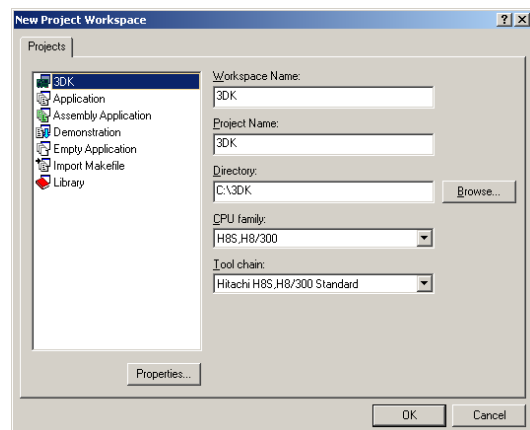 New Project Workspace
Projects
3DK
Application
Assembly Application
Demonstration
Empty Application
Import Makefile
Library
Properties...
Workspace Name:
3DK
Project Name:
3DK
Directory:
C:\3DK
Browse...
CPU family:
H8S,H8/300
Tool chain:
Hitachi H8S,H8/300 Standard
OK
Cancel